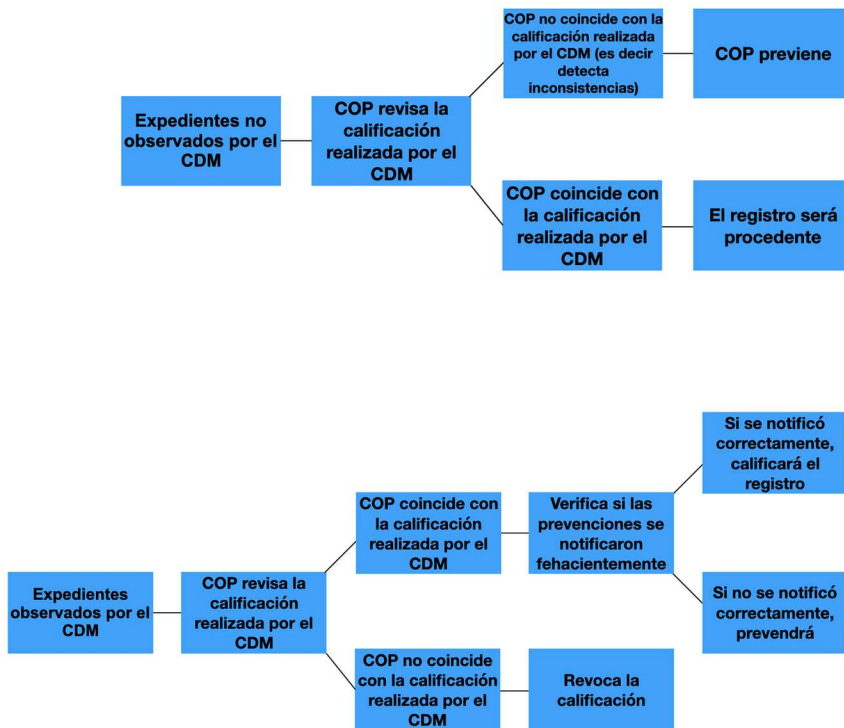 COP no coincide con la
calificación realizada
por el CDM (es decir
detecta
inconsistencias)
COP previene
Expedientes no
observados por el
CDM
COP revisa la
calificación
realizada por el
CDM
COP coincide con
la calificación
realizada por el
CDM
El registro será
procedente
Si se notificó
correctamente,
calificará el
registro
COP coincide con
la calificación
realizada por el
CDM
Verifica si las
prevenciones se
notificaron
fehacientemente
Expedientes
observados por el
CDM
COP revisa la
calificación
realizada por el
CDM
Si no se notificó
correctamente,
prevendrá
COP no coincide
con la calificación
realizada por el
CDM
Revoca la
calificación